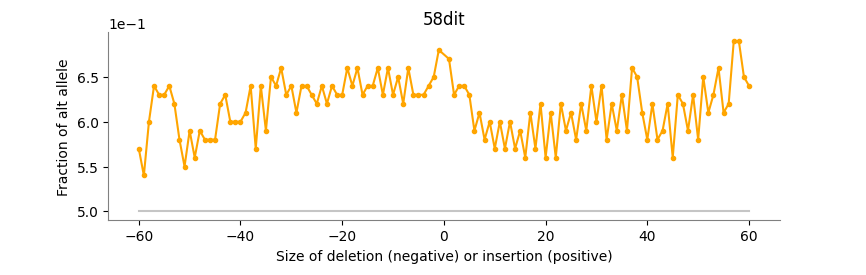 58dit
1e−1
Fraction of alt allele
6.5
6.0
5.5
5.0
−60 −40 −20 0 20 40 60
Size of deletion (negative) or insertion (positive)